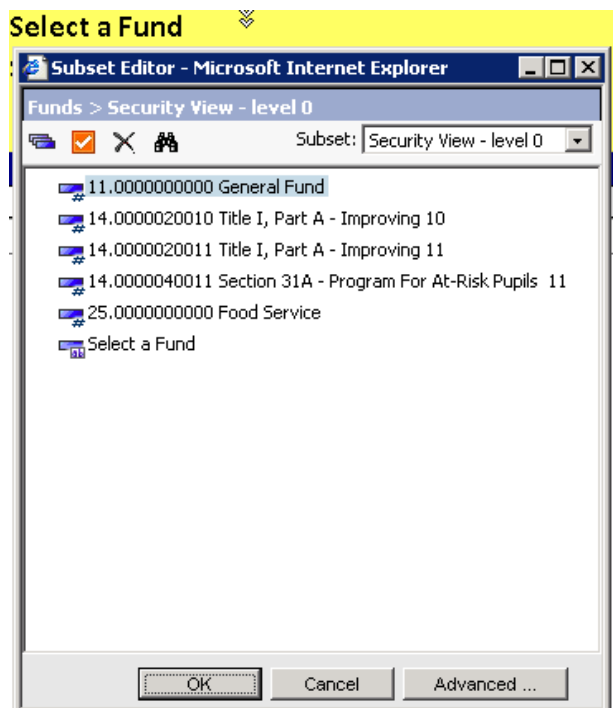 Select a Fund
Subset Editor - Microsoft Internet Explorer
Funds > Security View - level 0
Subset: Security View - level 0
11.0000000000 General Fund
14.0000020010 Title I, Part A - Improving 10
14.0000020011 Title I, Part A - Improving 11
14.0000040011 Section 31A - Program For At-Risk Pupils 11
25.0000000000 Food Service
Select a Fund
OK Cancel Advanced ...